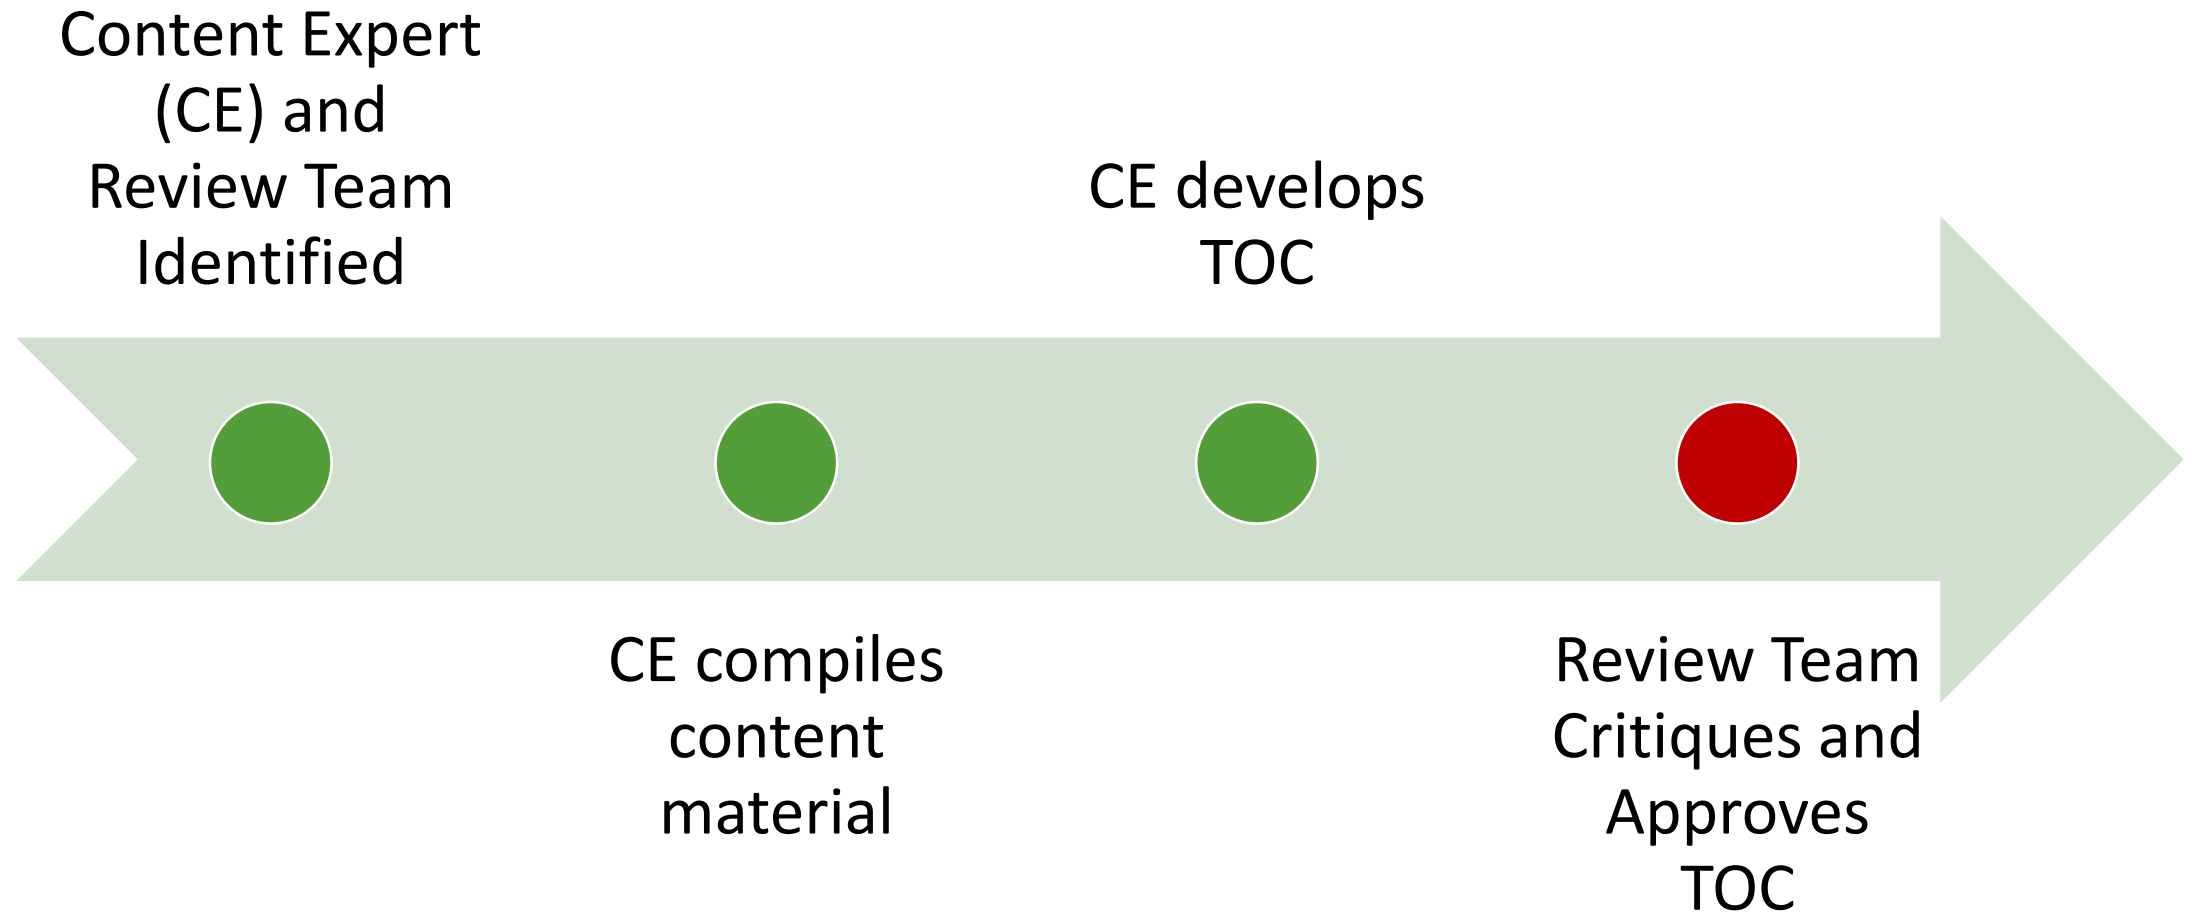 Content Expert
(CE) and
Review Team
Identified
CE compiles
content
material
CE develops
TOC
Review Team
Critiques and
Approves
TOC